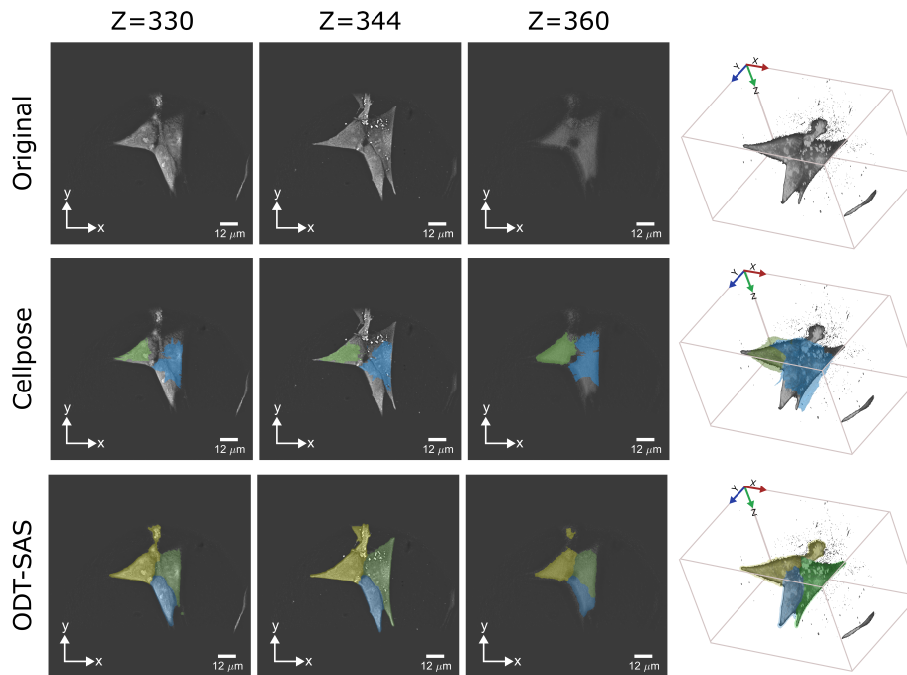 Z=330 Z=344 Z=360
Original
y
x
12 μm
y
x
12 μm
y
x
12 μm
Y X
Z
Cellpose
y
x
12 μm
y
x
12 μm
y
x
12 μm
Y X
Z
ODT-SAS
y
x
12 μm
y
x
12 μm
y
x
12 μm
Y X
Z